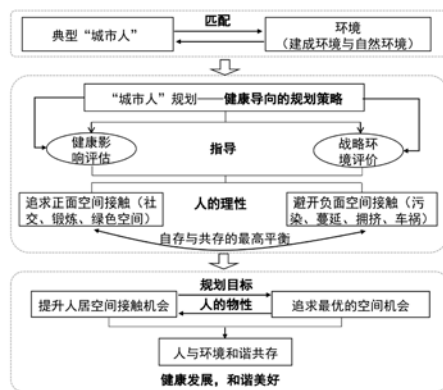 匹配
典型“城市人”
环境
（建成环境与自然环境）
“城市人”规划——健康导向的规划策略
健康影
响评估
指导
战略环
境评价
追求正面空间接触（社
交、锻炼、绿色空间）
人的理性
避开负面空间接触（污
染、蔓延、拥挤、车祸）
自存与共存的最高平衡
规划目标
提升人居空间接触机会
人的物性
追求最优的空间机会
人与环境和谐共存
健康发展，和谐美好